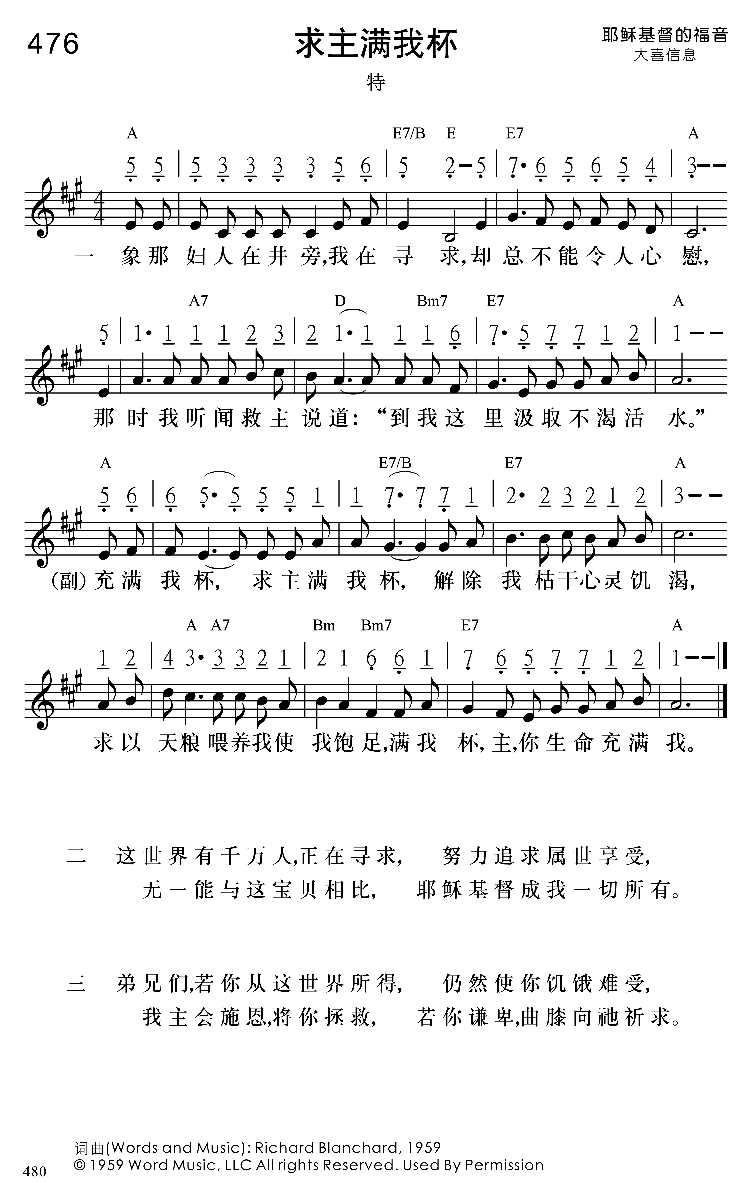 476
求主满我杯
耶稣基督的福音
大喜信息
特
A E7/B E E7 A
5 5 | 5 3 3 3 5 6 | 5 2-5 | 7• 6 5 6 5 4 | 3--
4
4
一 象那 妇人在井旁,我在寻 求,却总不能令人心慰,
A7 D Bm7 E7 A
5 | 1• 1 1 1 2 3 | 2 1•1 1 1 6 | 7•5 7 7 1 2 | 1--
那 时我听闻救主说道:“到我这 里汲取不渴活 水。”
A E7/B E7 A
5 6 | 6 5•5 5 5 1 | 1 7•7 7 1 | 2•2 3 2 1 2 | 3--
(副)充满 我杯, 求主满 我杯, 解除 我 枯干心灵饥 渴,
A A7 Bm Bm7 E7 A
1 2 | 4 3•3 3 2 1 | 2 1 6 6 1 | 7 6 5 7 7 1 2 | 1--
求以 天粮喂养我使 我饱足,满我 杯,主,你生命充满 我。
二 这世界有千万人,正在寻求, 努力追求属世享受,
无一能与这宝贝相比, 耶稣基督成我一切所有。
三 弟兄们,若你从这世界所得, 仍然使你饥饿难受,
我主会施恩,将你拯救, 若你谦卑,曲膝向祂祈求。
词曲(Words and Music): Richard Blanchard, 1959
© 1959 Word Music, LLC All rights Reserved. Used By Permission
480